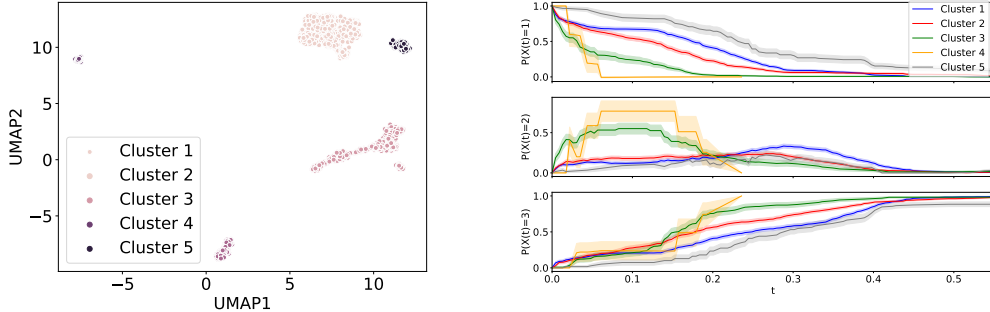 10
5
0
−5
UMAP2
−5
0
5
10
UMAP1
Cluster 1
Cluster 2
Cluster 3
Cluster 4
Cluster 5
1.0
0.5
0.0
P(X(t)=1)
Cluster 1
Cluster 2
Cluster 3
Cluster 4
Cluster 5
0.5
0.0
P(X(t)=2)
1.0
0.5
0.0
P(X(t)=3)
0.0
0.1
0.2
0.3
0.4
0.5
t